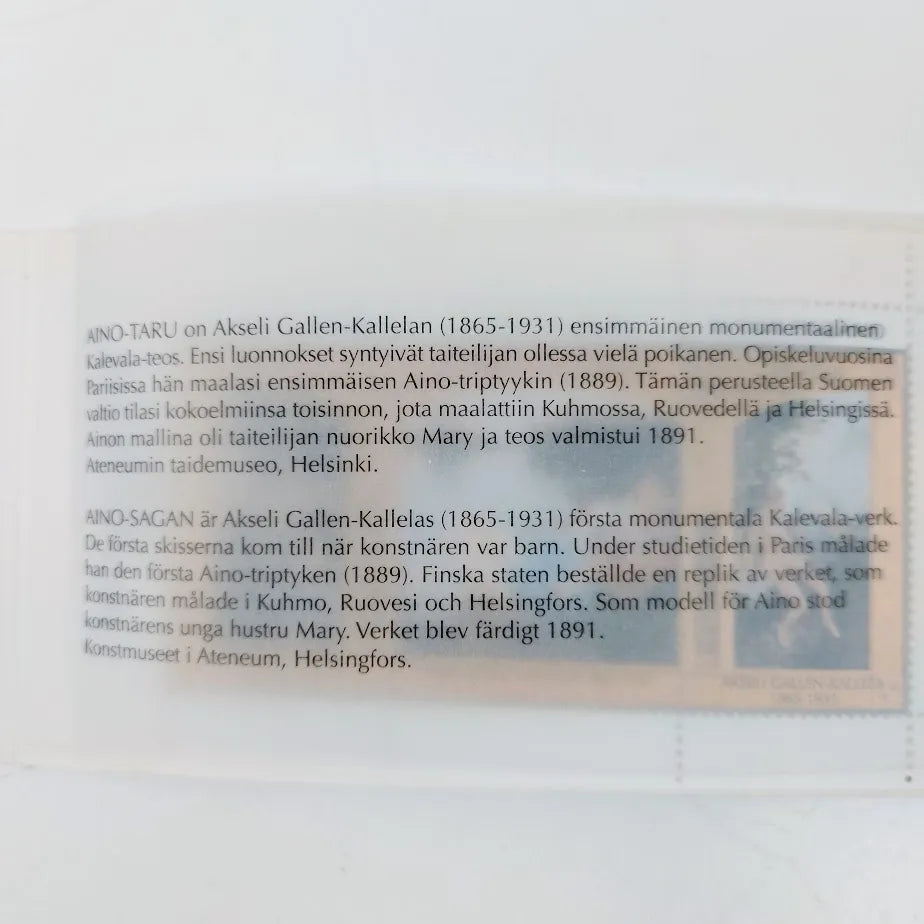 AINO-TARU on Akseli Gallen-Kallelan (1865-1931) ensimmäinen monumentaalinen
Kalevala-teos. Ensi luonnokset syntyivät taiteilijan ollessa vielä poikanen. Opiskeluvuosina
Pariisissa hän maalasi ensimmäisen Aino-triptyykin (1889). Tämän perusteella Suomen
valtio tilasi kokoelmiinsa toisinnon, jota maalattiin Kuhmossa, Ruovedellä ja Helsingissä.
Ainon mallina oli taiteilijan nuorikko Mary ja teos valmistui 1891.
Ateneumin taidemuseo, Helsinki.
AINO-SAGAN är Akseli Gallen-Kallelas (1865-1931) första monumentala Kalevala-verk.
De första skisserna kom till när konstnären var barn. Under studietiden i Paris målade
han den första Aino-triptyken (1889). Finska staten beställde en replik av verket, som
konstnären målade i Kuhmo, Ruovesi och Helsingfors. Som modell för Aino stod
konstnärens unga hustru Mary. Verket blev färdigt 1891.
Konstmuseet i Ateneum, Helsingfors.
AKSELI GALLEN-KALLELA
1865-1931